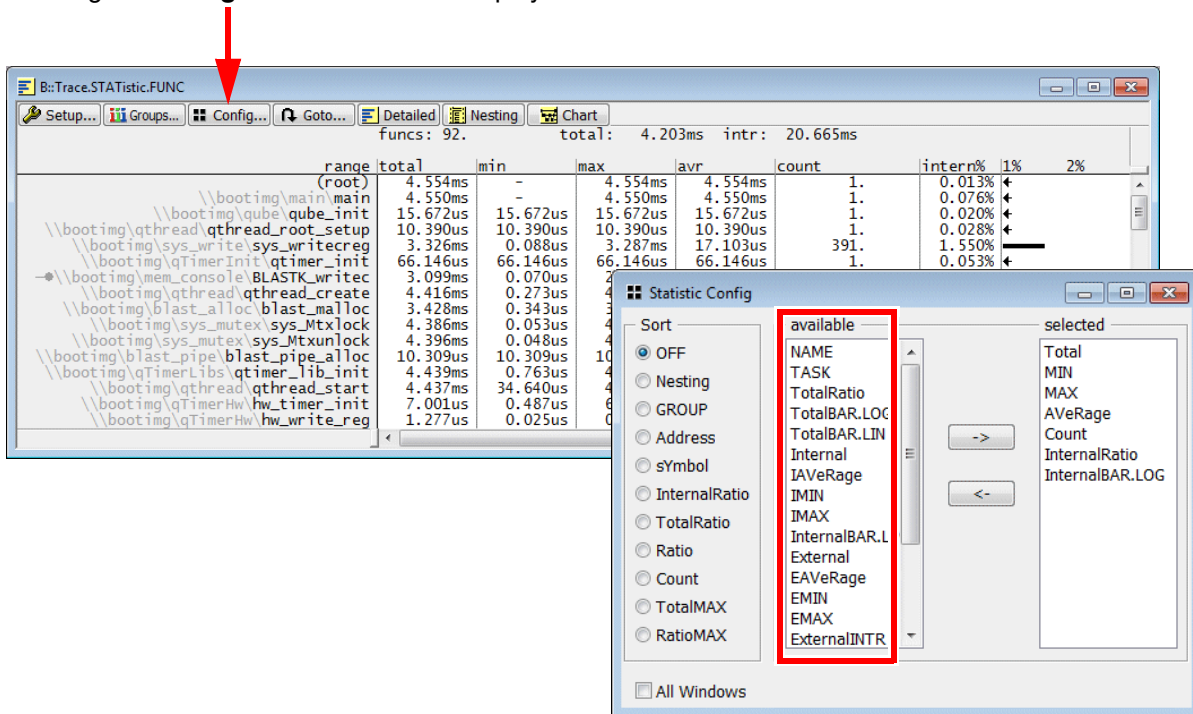 B::Trace.STATistic.FUNC
Setup... Groups... Config... Goto... Detailed Nesting Chart
funcs: 92. total: 4.203ms intr: 20.665ms
range total min max avr count intern% 1% 2%
(root) 4.554ms - 4.554ms 4.554ms 1. 0.013%
\\bootimg\main\main 4.550ms - 4.550ms 4.550ms 1. 0.076%
\\bootimg\qube\qube_init 15.672us 15.672us 15.672us 15.672us 1. 0.020%
\\bootimg\qthread\qthread_root_setup 10.390us 10.390us 10.390us 10.390us 1. 0.028%
\\bootimg\sys_write\sys_writecreg 3.326ms 0.088us 3.287ms 17.103us 391. 1.550%
\\bootimg\qTimerInit\qtimer_init 66.146us 66.146us 66.146us 66.146us 1. 0.053%
\\bootimg\mem_console\BLASTK_writec 3.099ms 0.070us
\\bootimg\qthread\qthread_create 4.416ms 0.273us
\\bootimg\blast_alloc\blast_malloc 3.428ms 0.343us
\\bootimg\sys_mutex\sys_Mtxlock 4.386ms 0.053us
\\bootimg\sys_mutex\sys_Mtxunlock 4.396ms 0.048us
\\bootimg\blast_pipe\blast_pipe_alloc 10.309us 10.309us
\\bootimg\qTimerLibs\qtimer_lib_init 4.439ms 0.763us
\\bootimg\qthread\qthread_start 4.437ms 34.640us
\\bootimg\qTimerHw\hw_timer_init 7.001us 0.487us
\\bootimg\qTimerHw\hw_write_reg 1.277us 0.025us
Statistic Config
Sort
OFF
Nesting
GROUP
Address
sYmbol
InternalRatio
TotalRatio
Ratio
Count
TotalMAX
RatioMAX
available
NAME
TASK
TotalRatio
TotalBAR.LOG
TotalBAR.LIN
Internal
IAVeRage
IMIN
IMAX
InternalBAR.L
External
EAVeRage
EMIN
EMAX
ExternalINTR
->
<-
selected
Total
MIN
MAX
AVeRage
Count
InternalRatio
InternalBAR.LOG
All Windows